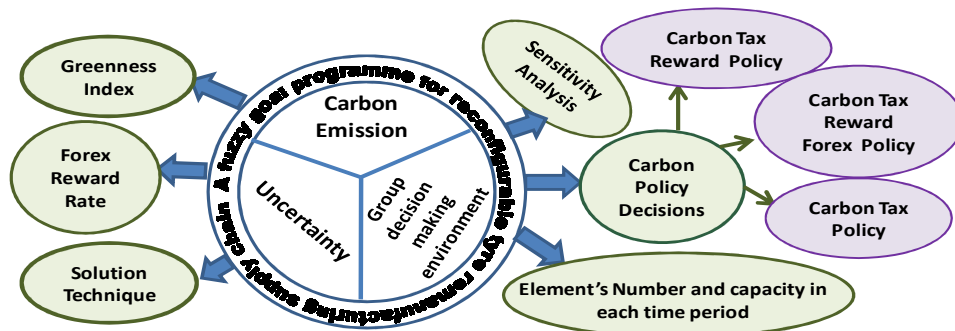 Greenness
Index
Forex
Reward
Rate
Solution
Technique
A fuzzy goal programme for reconfigurable tyre remanufacturing supply chain
Carbon
Emission
Uncertainty
Group
decision
making
environment
Sensitivity
Analysis
Carbon
Policy
Decisions
Carbon Tax
Reward Policy
Carbon Tax
Reward
Forex Policy
Carbon Tax
Policy
Element's Number and capacity in
each time period